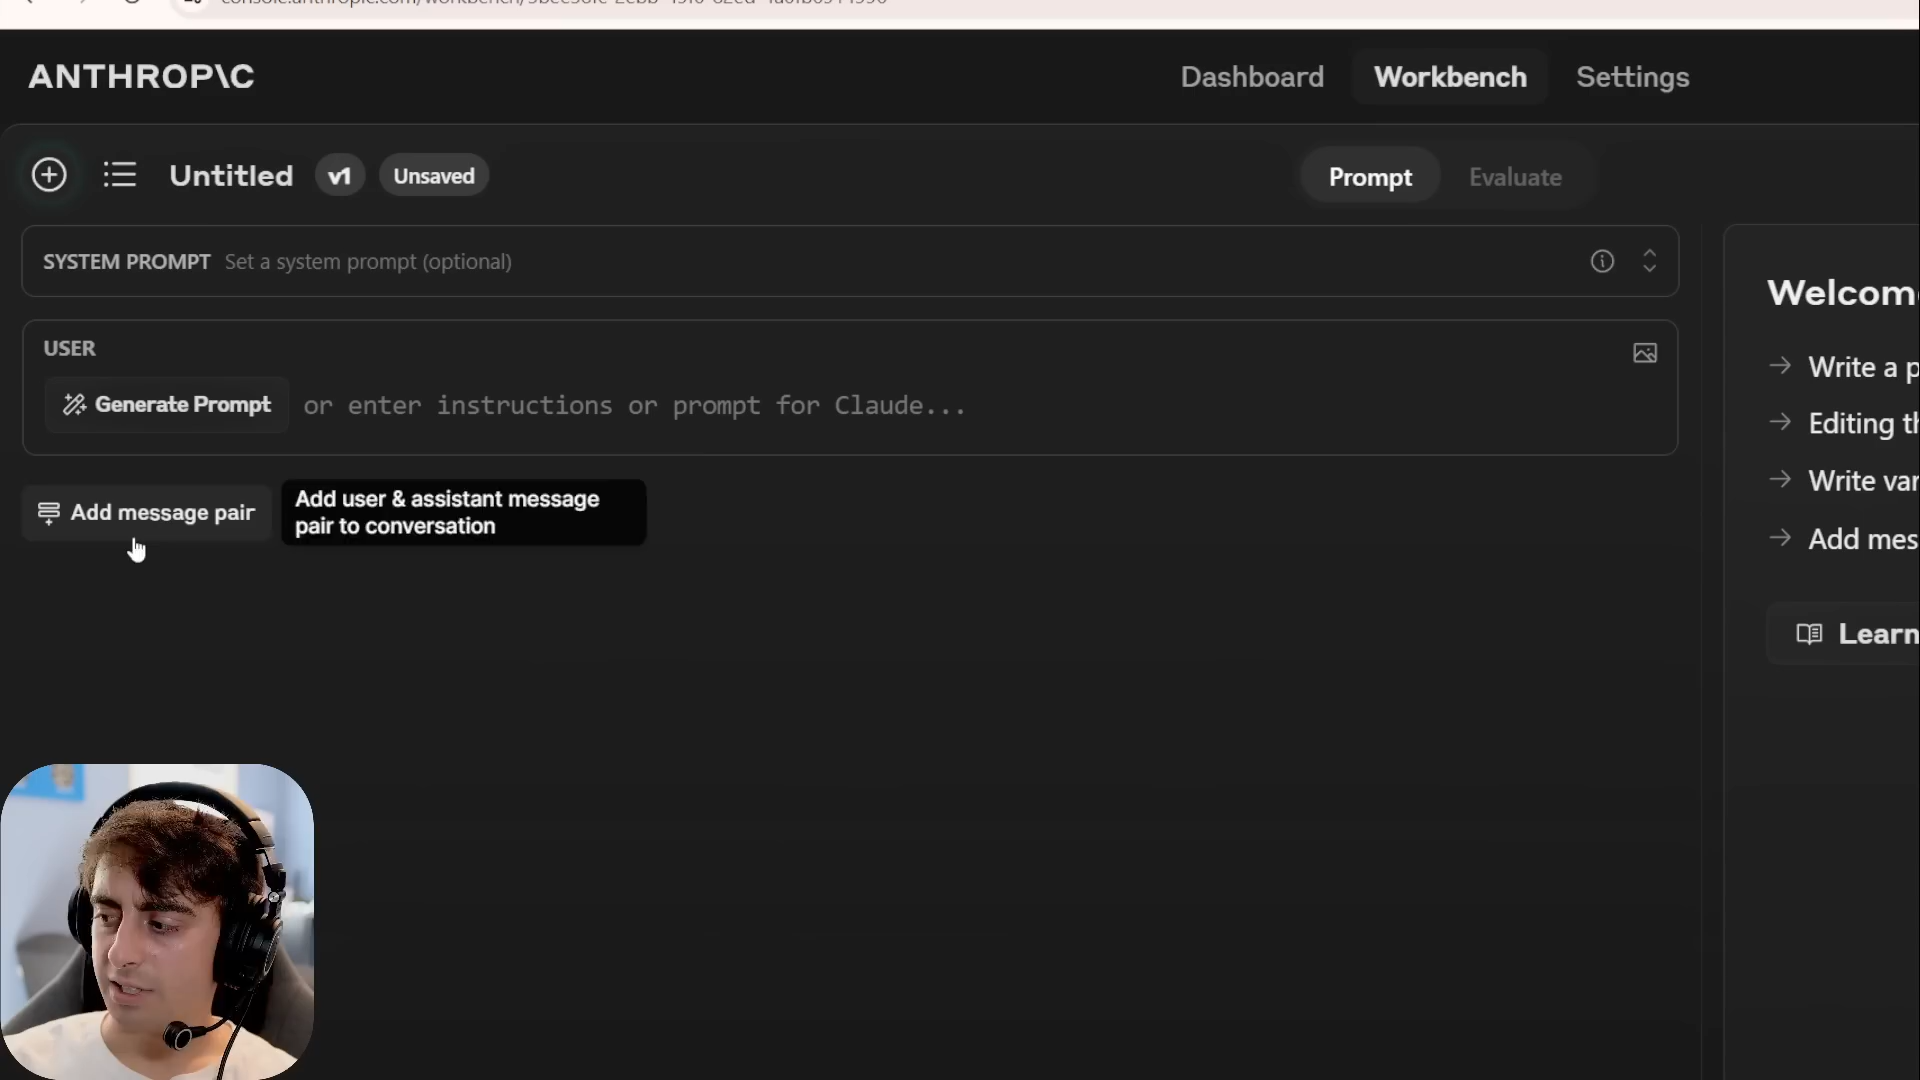 ANTHROP\C
Dashboard
Workbench
Settings
Untitled
v1
Unsaved
Prompt
Evaluate
SYSTEM PROMPT Set a system prompt (optional)
USER
Generate Prompt or enter instructions or prompt for Claude...
Add message pair
Add user & assistant message
pair to conversation
Welcom
Write a p
Editing th
Write var
Add mes
Learn